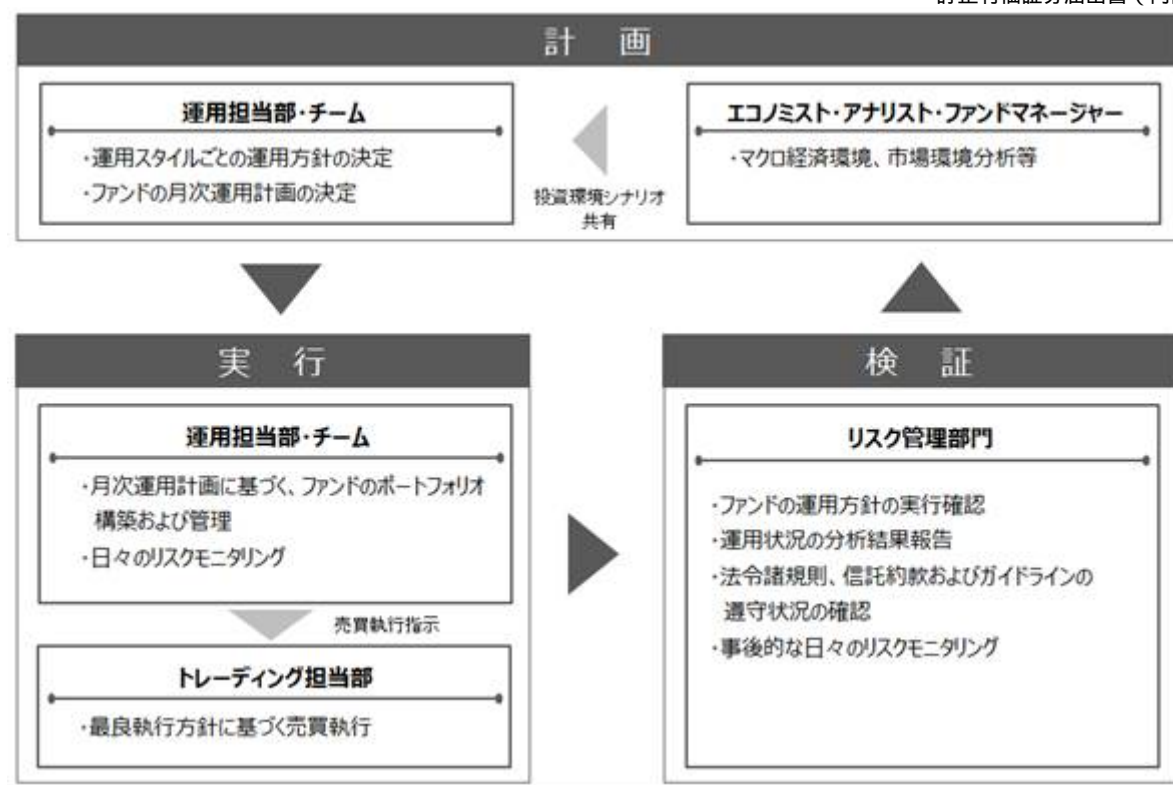 計 画
運用担当部・チーム
・運用スタイルごとの運用方針の決定
・ファンドの月次運用計画の決定
投資環境シナリオ
共有
エコノミスト・アナリスト・ファンドマネージャー
・マクロ経済環境、市場環境分析等
実 行
運用担当部・チーム
・月次運用計画に基づく、ファンドのポートフォリオ
構築および管理
・日々のリスクモニタリング
売買執行指示
トレーディング担当部
・最良執行方針に基づく売買執行
検 証
リスク管理部門
・ファンドの運用方針の実行確認
・運用状況の分析結果報告
・法令諸規則、信託約款およびガイドラインの
遵守状況の確認
・事後的な日々のリスクモニタリング